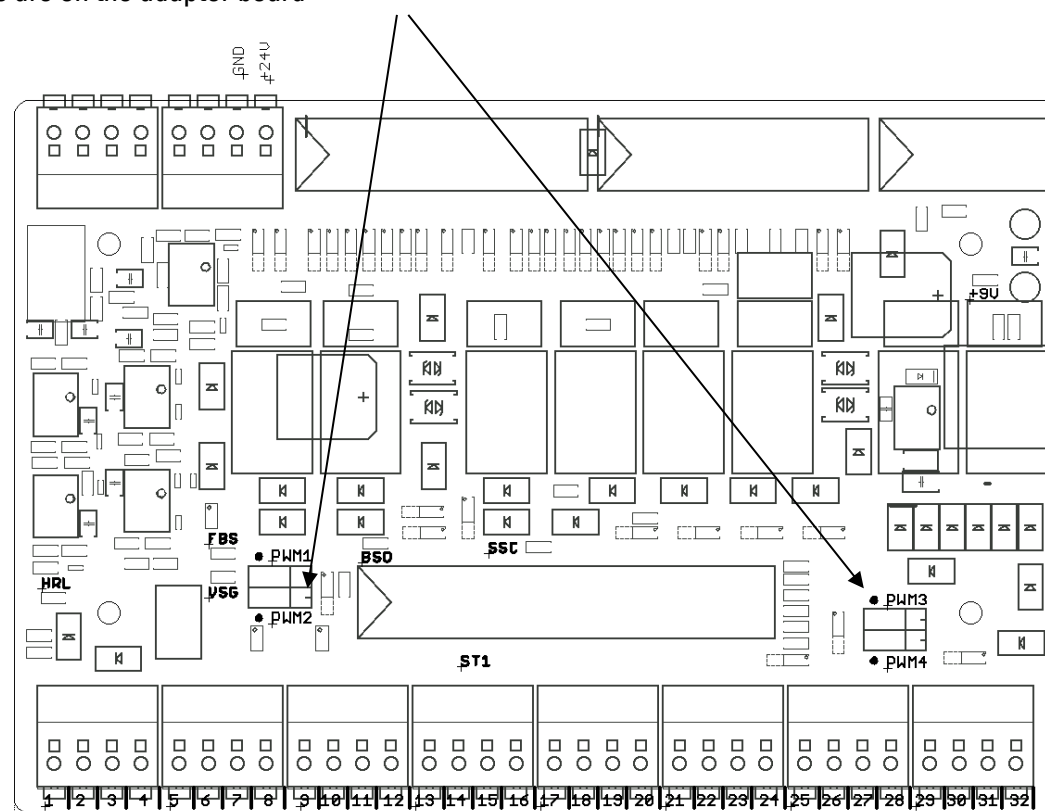 are on the adapter board
GND
+24V
+9V
FBS
PWM1
BSO
SSC
HRL
VSG
PWM2
PWM3
PWM4
ST1
1 2 3 4 5 6 7 8 9 10 11 12 13 14 15 16 17 18 19 20 21 22 23 24 25 26 27 28 29 30 31 32